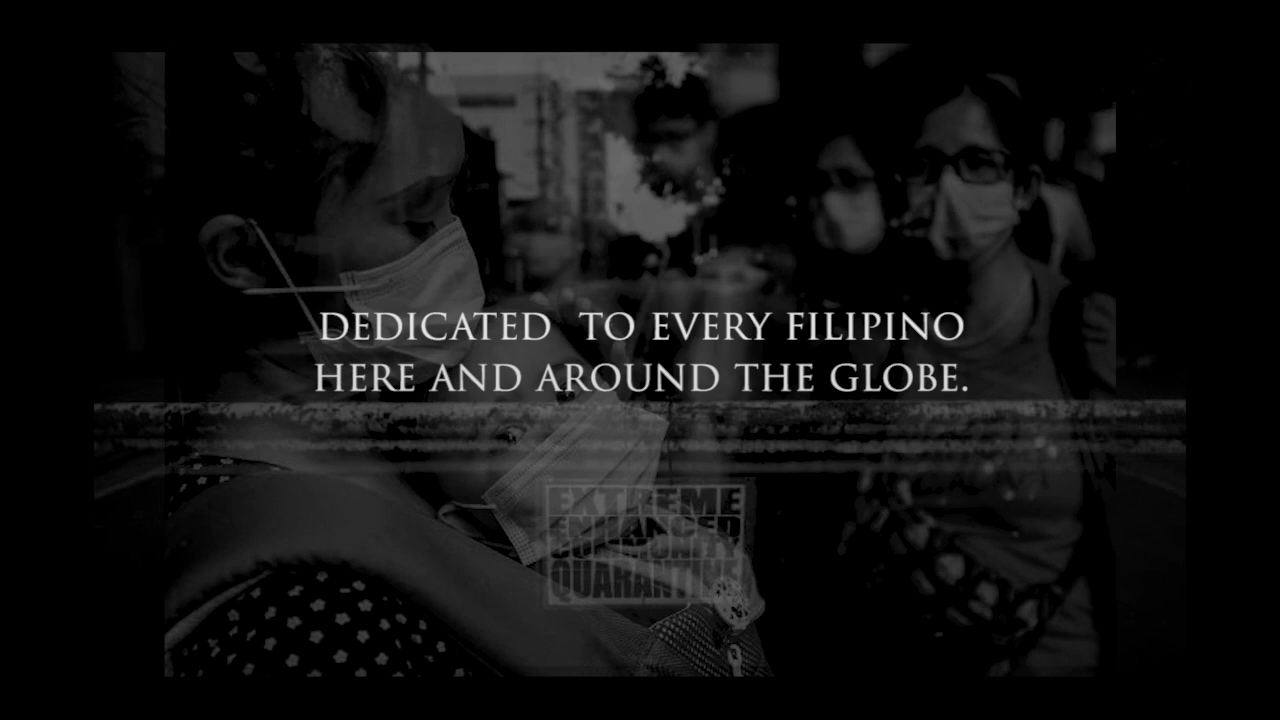 DEDICATED TO EVERY FILIPINO
HERE AND AROUND THE GLOBE.
EXTREME
ENHANCED
COMMUNITY
QUARANTINE